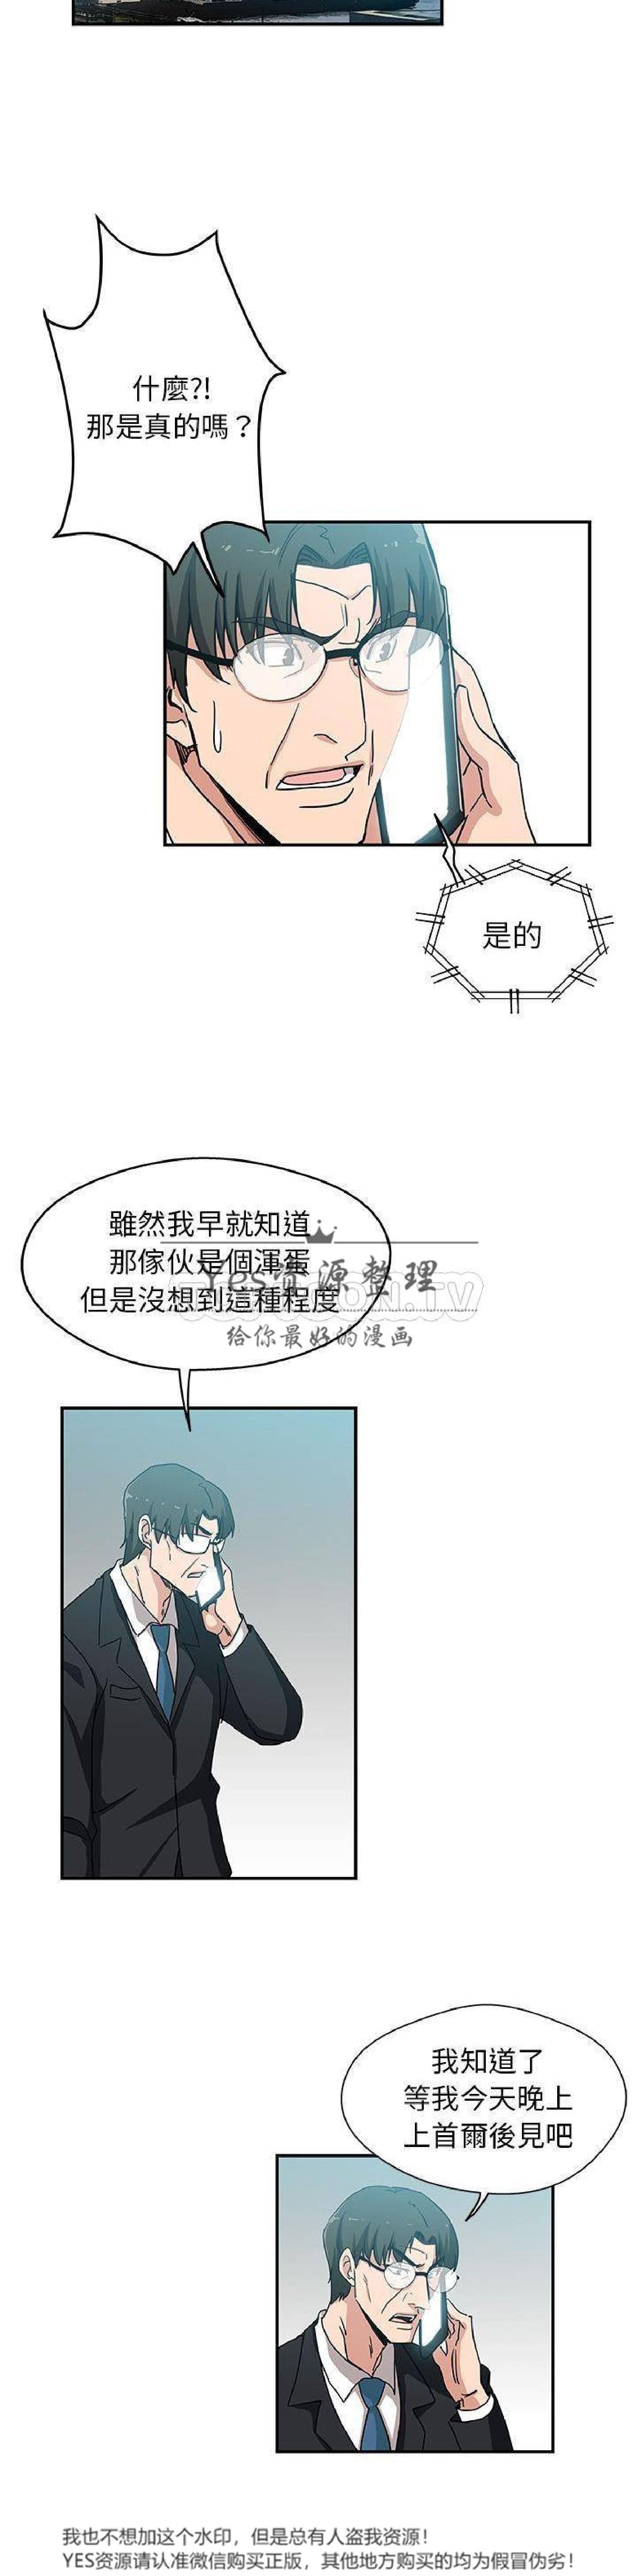 什麼?!
那是真的嗎？
是的
雖然我早就知道
那傢伙是個渾蛋
但是沒想到這種程度
Yes资源整理
给你最好的漫画
我知道了
等我今天晚上
上首爾後見吧
我也不想加这个水印，但是总有人盗我资源！
YES资源请认准微信购买正版，其他地方购买的均为假冒伪劣！